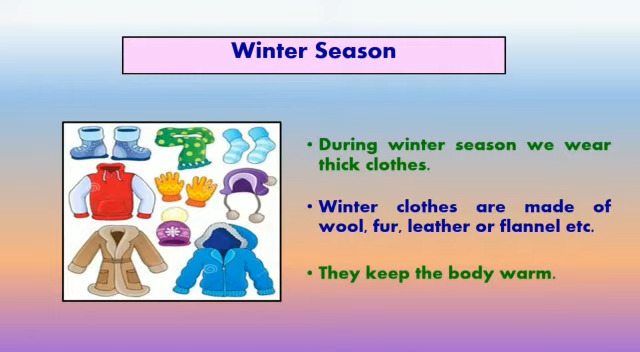 Winter Season
• During winter season we wear
thick clothes.
• Winter clothes are made of
wool, fur, leather or flannel etc.
• They keep the body warm.